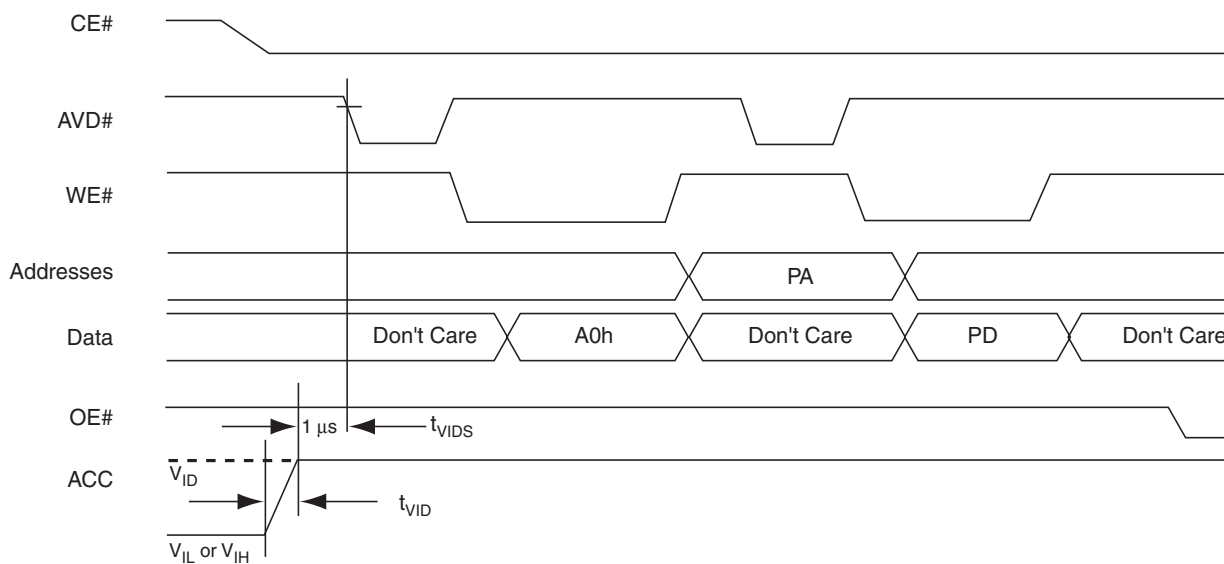 CE#
AVD#
WE#
Addresses PA
Data Don't Care A0h Don't Care PD Don't Care
OE# 1 μs tVIDS
ACC VID
tVID
VIL or VIH